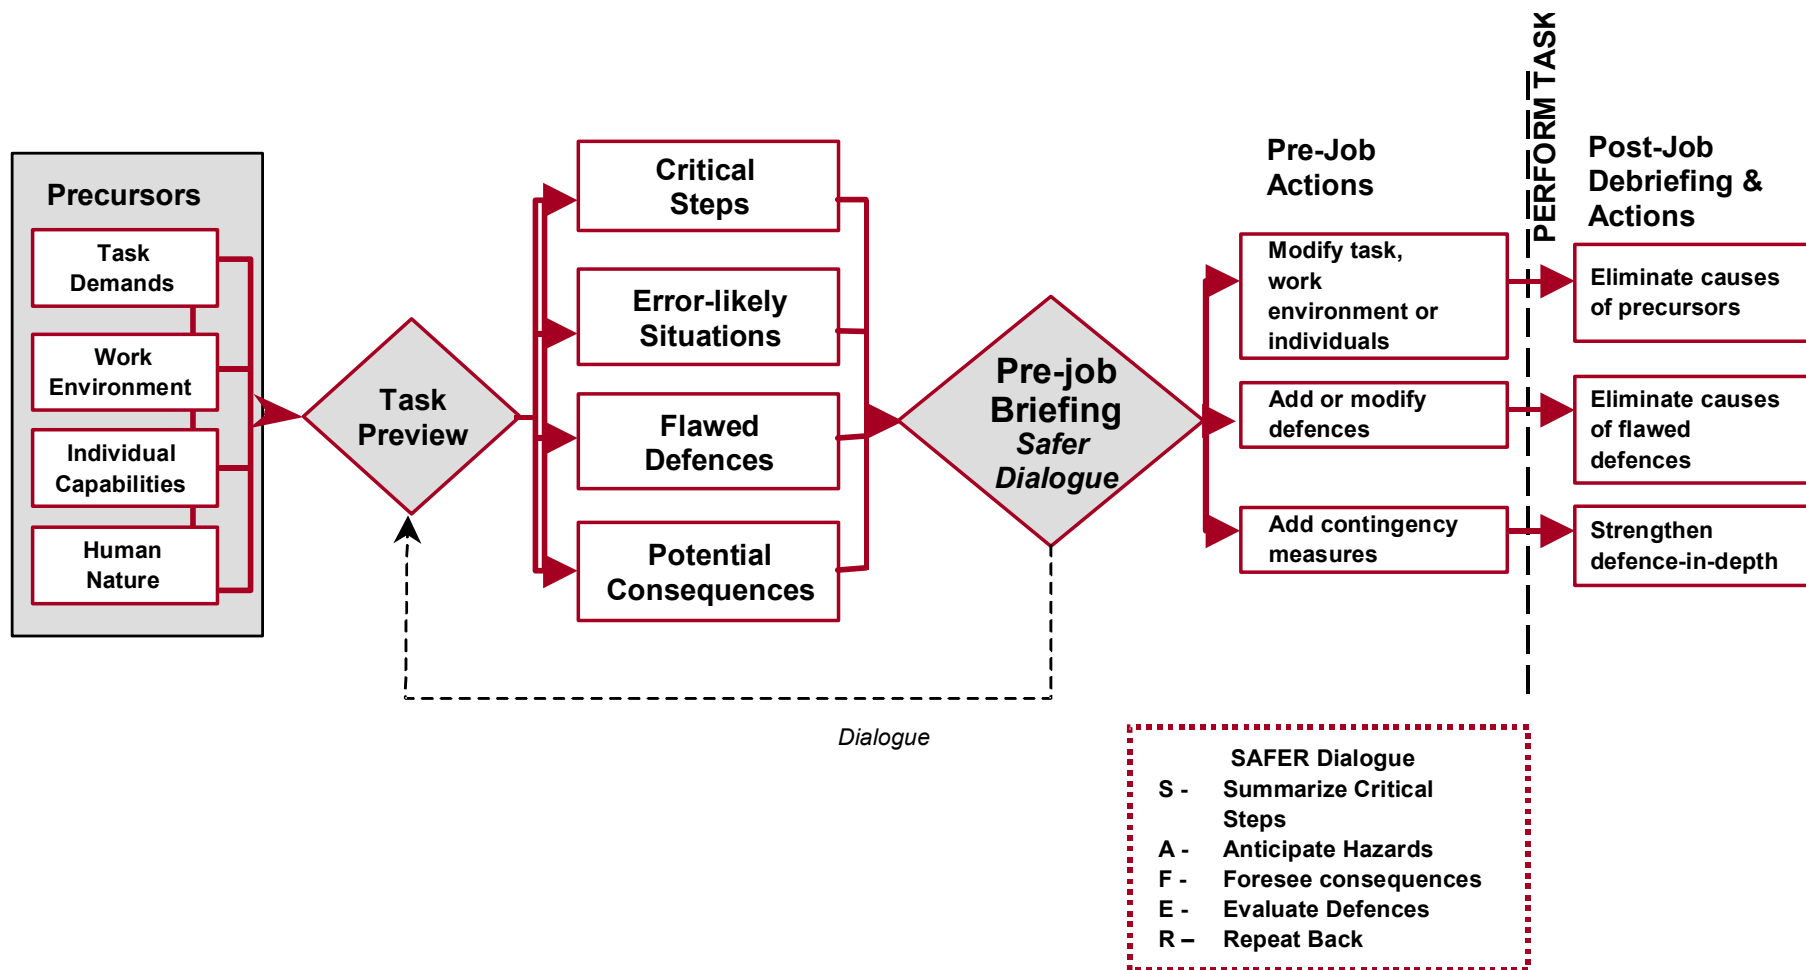 Precursors
Task
Demands
Work
Environment
Individual
Capabilities
Human
Nature
Task
Preview
Critical
Steps
Error-likely
Situations
Flawed
Defences
Potential
Consequences
Pre-job
Briefing
Safer
Dialogue
Dialogue
Pre-Job
Actions
Modify task,
work
environment or
individuals
Add or modify
defences
Add contingency
measures
PERFORM TASK
Post-Job
Debriefing &
Actions
Eliminate causes
of precursors
Eliminate causes
of flawed
defences
Strengthen
defence-in-depth
SAFER Dialogue
S - Summarize Critical
Steps
A - Anticipate Hazards
F - Foresee consequences
E - Evaluate Defences
R – Repeat Back